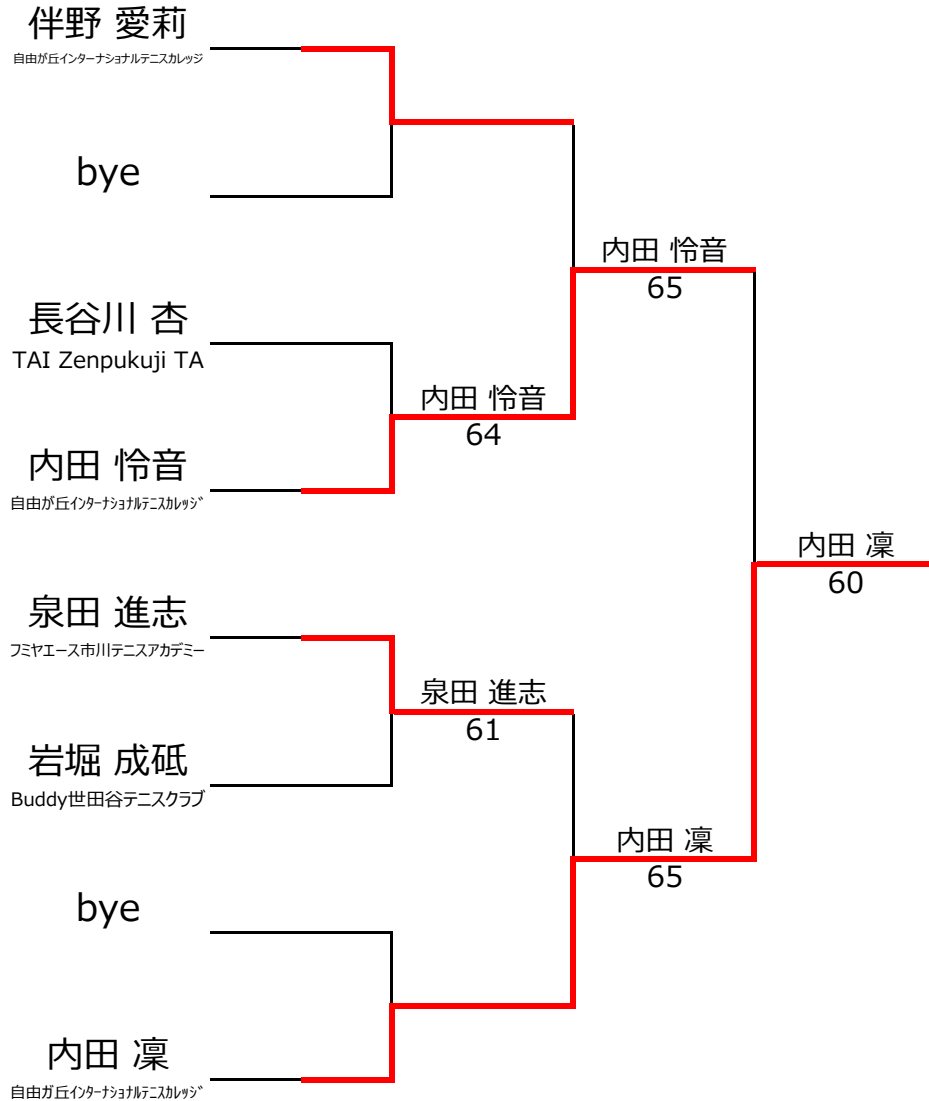 伴野 愛莉
自由が丘インターナショナルテニスカレッジ
bye
内田 怜音
65
長谷川 杏
TAI Zenpukuji TA
内田 怜音
64
内田 怜音
自由が丘インターナショナルテニスカレッジ
内田 凜
60
泉田 進志
フミヤエース市川テニスアカデミー
泉田 進志
61
岩堀 成砥
Buddy世田谷テニスクラブ
内田 凜
65
bye
内田 凜
自由ガ丘インターナショナルテニスカレッジ